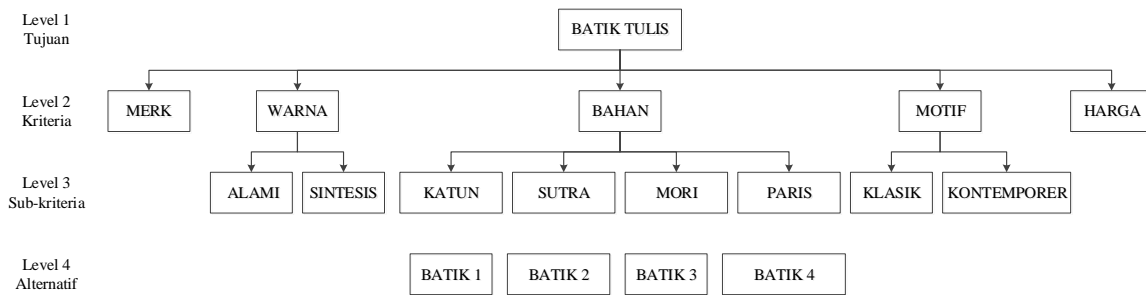 Level 1
Tujuan
BATIK TULIS
Level 2
Kriteria
MERK
WARNA
BAHAN
MOTIF
HARGA
Level 3
Sub-kriteria
ALAMI
SINTESIS
KATUN
SUTRA
MORI
PARIS
KLASIK
KONTEMPORER
Level 4
Alternatif
BATIK 1
BATIK 2
BATIK 3
BATIK 4